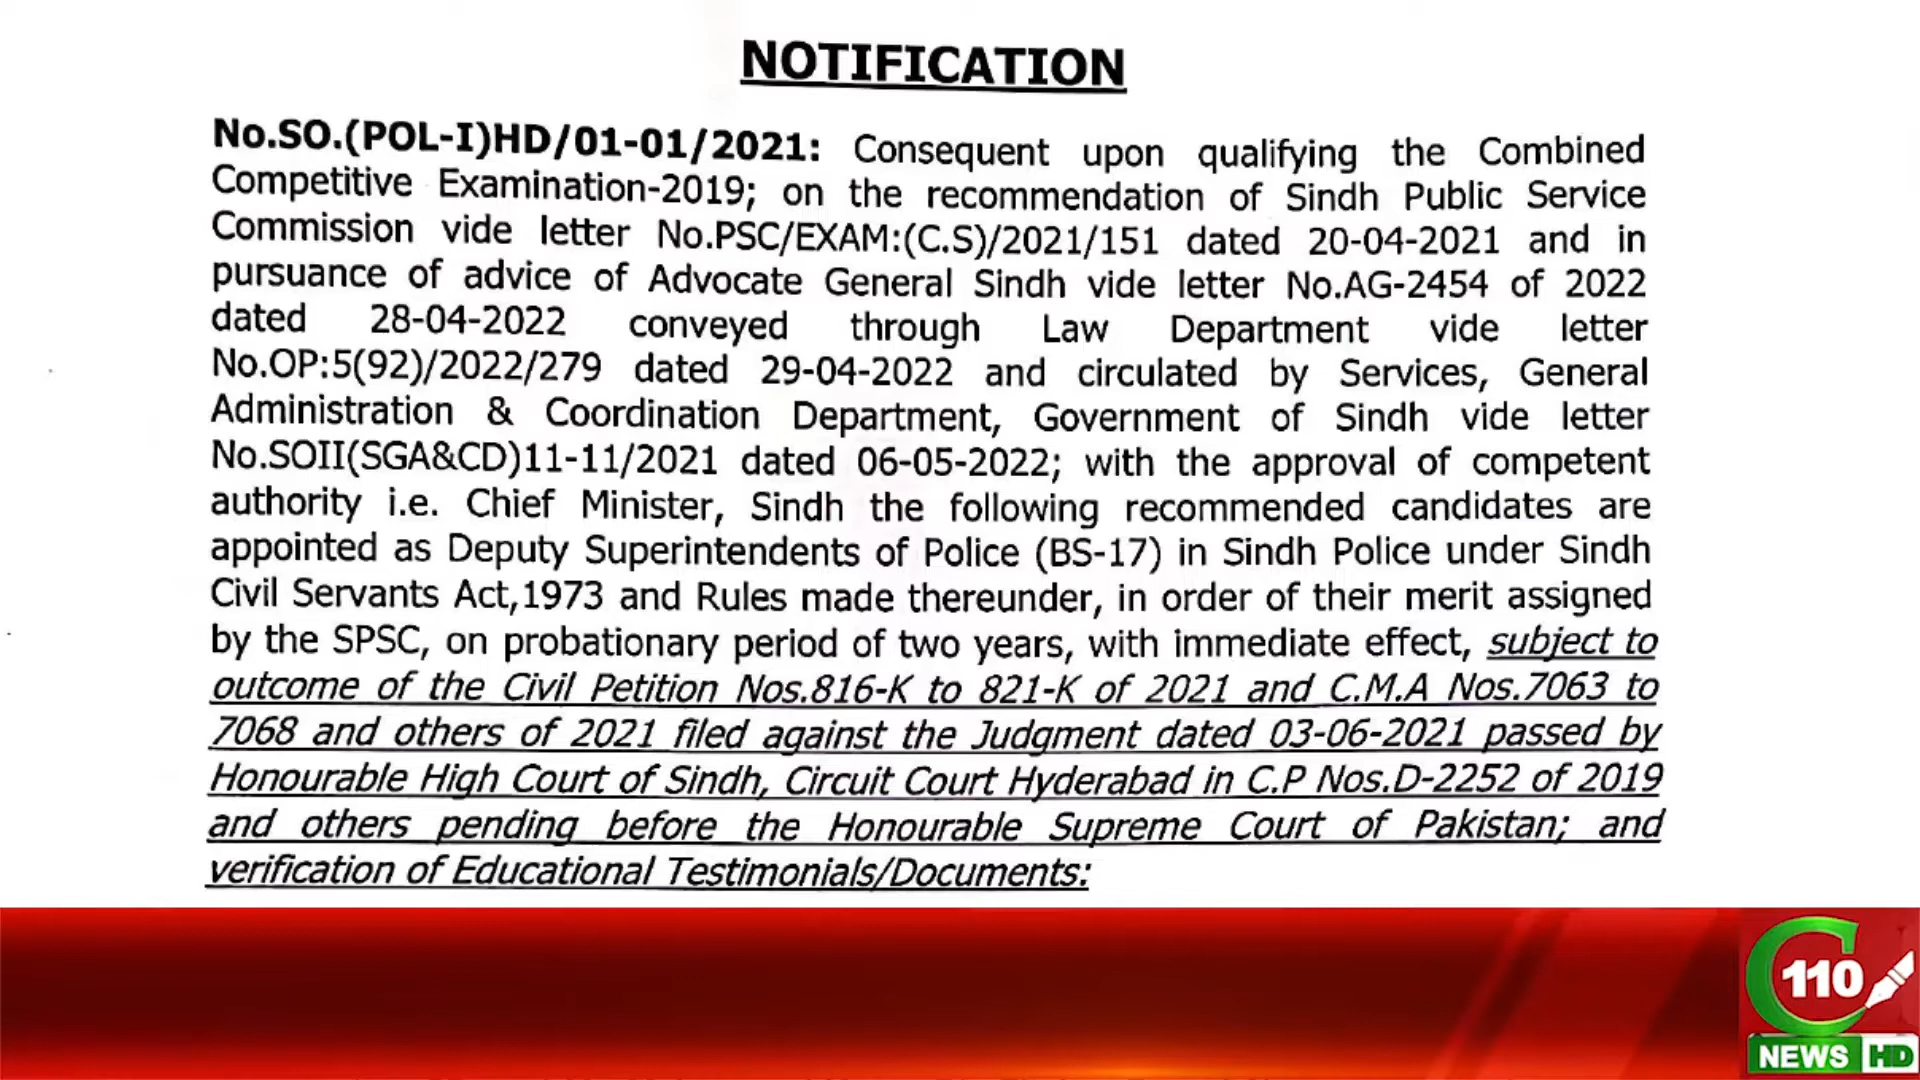 NOTIFICATION
No.SO.(POL-I)HD/01-01/2021: Consequent upon qualifying the Combined
Competitive Examination-2019; on the recommendation of Sindh Public Service
Commission vide letter No.PSC/EXAM:(C.S)/2021/151 dated 20-04-2021 and in
pursuance of advice of Advocate General Sindh vide letter No.AG-2454 of 2022
dated 28-04-2022 conveyed through Law Department vide letter
No.OP:5(92)/2022/279 dated 29-04-2022 and circulated by Services, General
Administration & Coordination Department, Government of Sindh vide letter
No.SOII(SGA&CD)11-11/2021 dated 06-05-2022; with the approval of competent
authority i.e. Chief Minister, Sindh the following recommended candidates are
appointed as Deputy Superintendents of Police (BS-17) in Sindh Police under Sindh
Civil Servants Act,1973 and Rules made thereunder, in order of their merit assigned
by the SPSC, on probationary period of two years, with immediate effect, subject to
outcome of the Civil Petition Nos.816-K to 821-K of 2021 and C.M.A Nos.7063 to
7068 and others of 2021 filed against the Judgment dated 03-06-2021 passed by
Honourable High Court of Sindh, Circuit Court Hyderabad in C.P Nos.D-2252 of 2019
and others pending before the Honourable Supreme Court of Pakistan; and
verification of Educational Testimonials/Documents:
C 110
NEWS HD